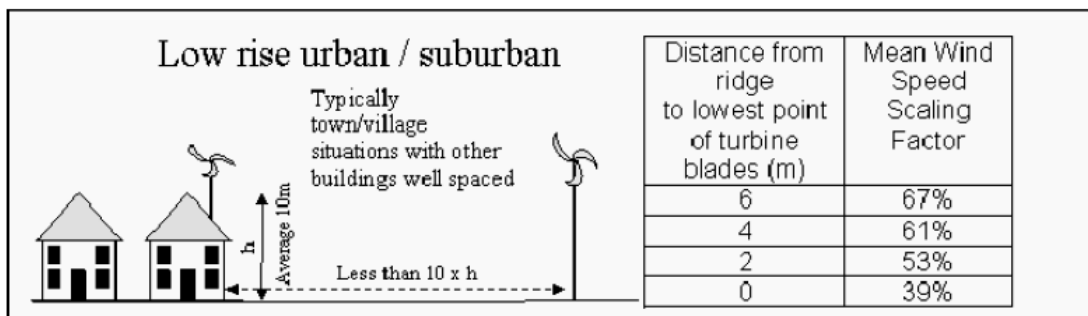 Low rise urban / suburban
Typically
town/village
situations with other
buildings well spaced
h
Average 10m
Less than 10 x h
Distance from
ridge
to lowest point
of turbine
blades (m)
Mean Wind
Speed
Scaling
Factor
6 67%
4 61%
2 53%
0 39%